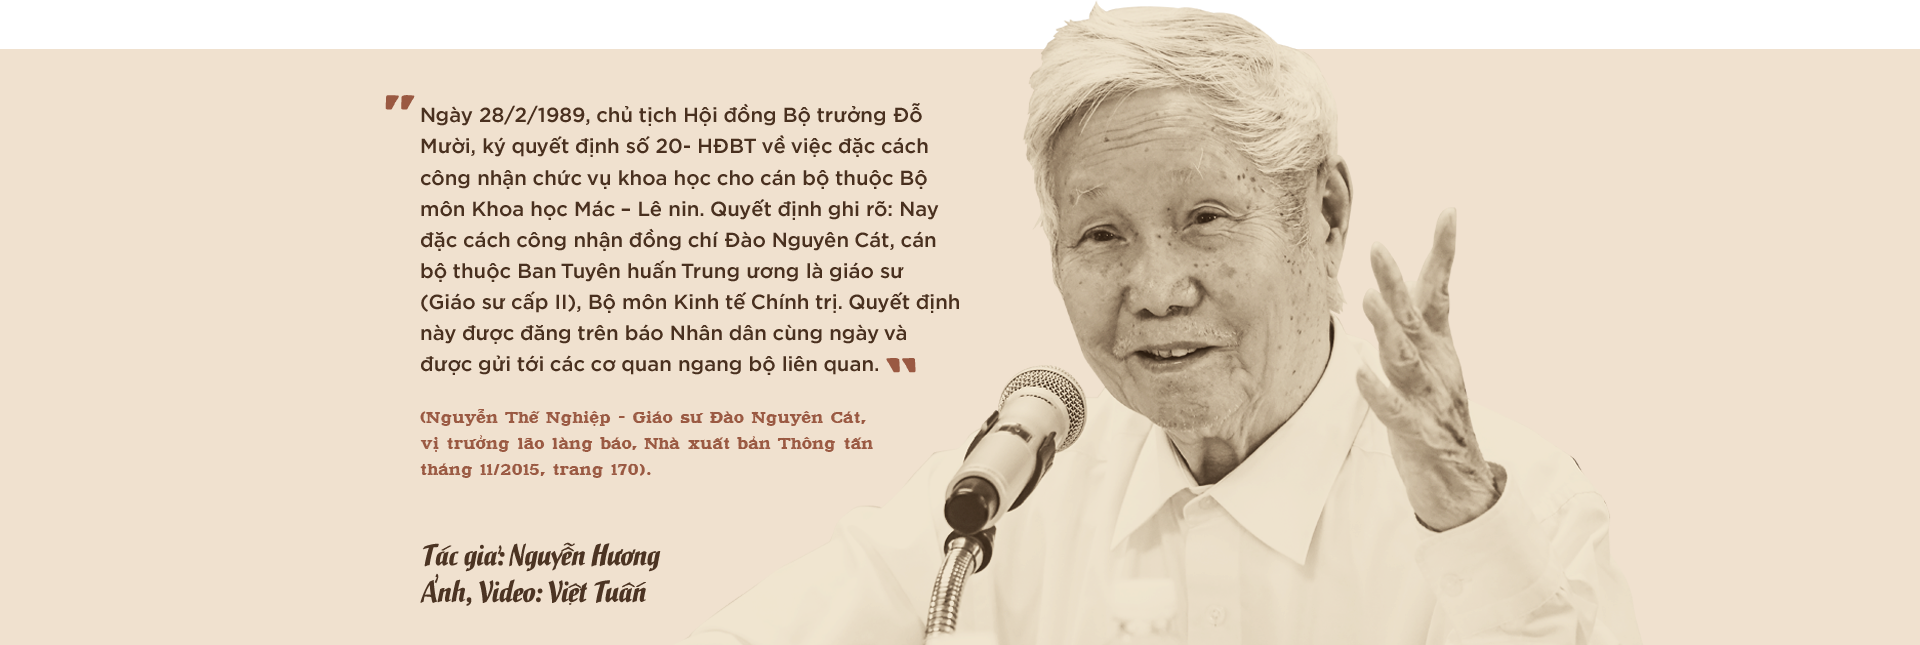 " Ngày 28/2/1989, chủ tịch Hội đồng Bộ trưởng Đỗ
Mười, ký quyết định số 20- HĐBT về việc đặc cách
công nhận chức vụ khoa học cho cán bộ thuộc Bộ
môn Khoa học Mác – Lê nin. Quyết định ghi rõ: Nay
đặc cách công nhận đồng chí Đào Nguyên Cát, cán
bộ thuộc Ban Tuyên huấn Trung ương là giáo sư
(Giáo sư cấp II), Bộ môn Kinh tế Chính trị. Quyết định
này được đăng trên báo Nhân dân cùng ngày và
được gửi tới các cơ quan ngang bộ liên quan. "
(Nguyễn Thế Nghiệp - Giáo sư Đào Nguyên Cát,
vị trưởng lão làng báo, Nhà xuất bản Thông tấn
tháng 11/2015, trang 170).
Tác giả: Nguyễn Hương
Ảnh, Video: Việt Tuấn